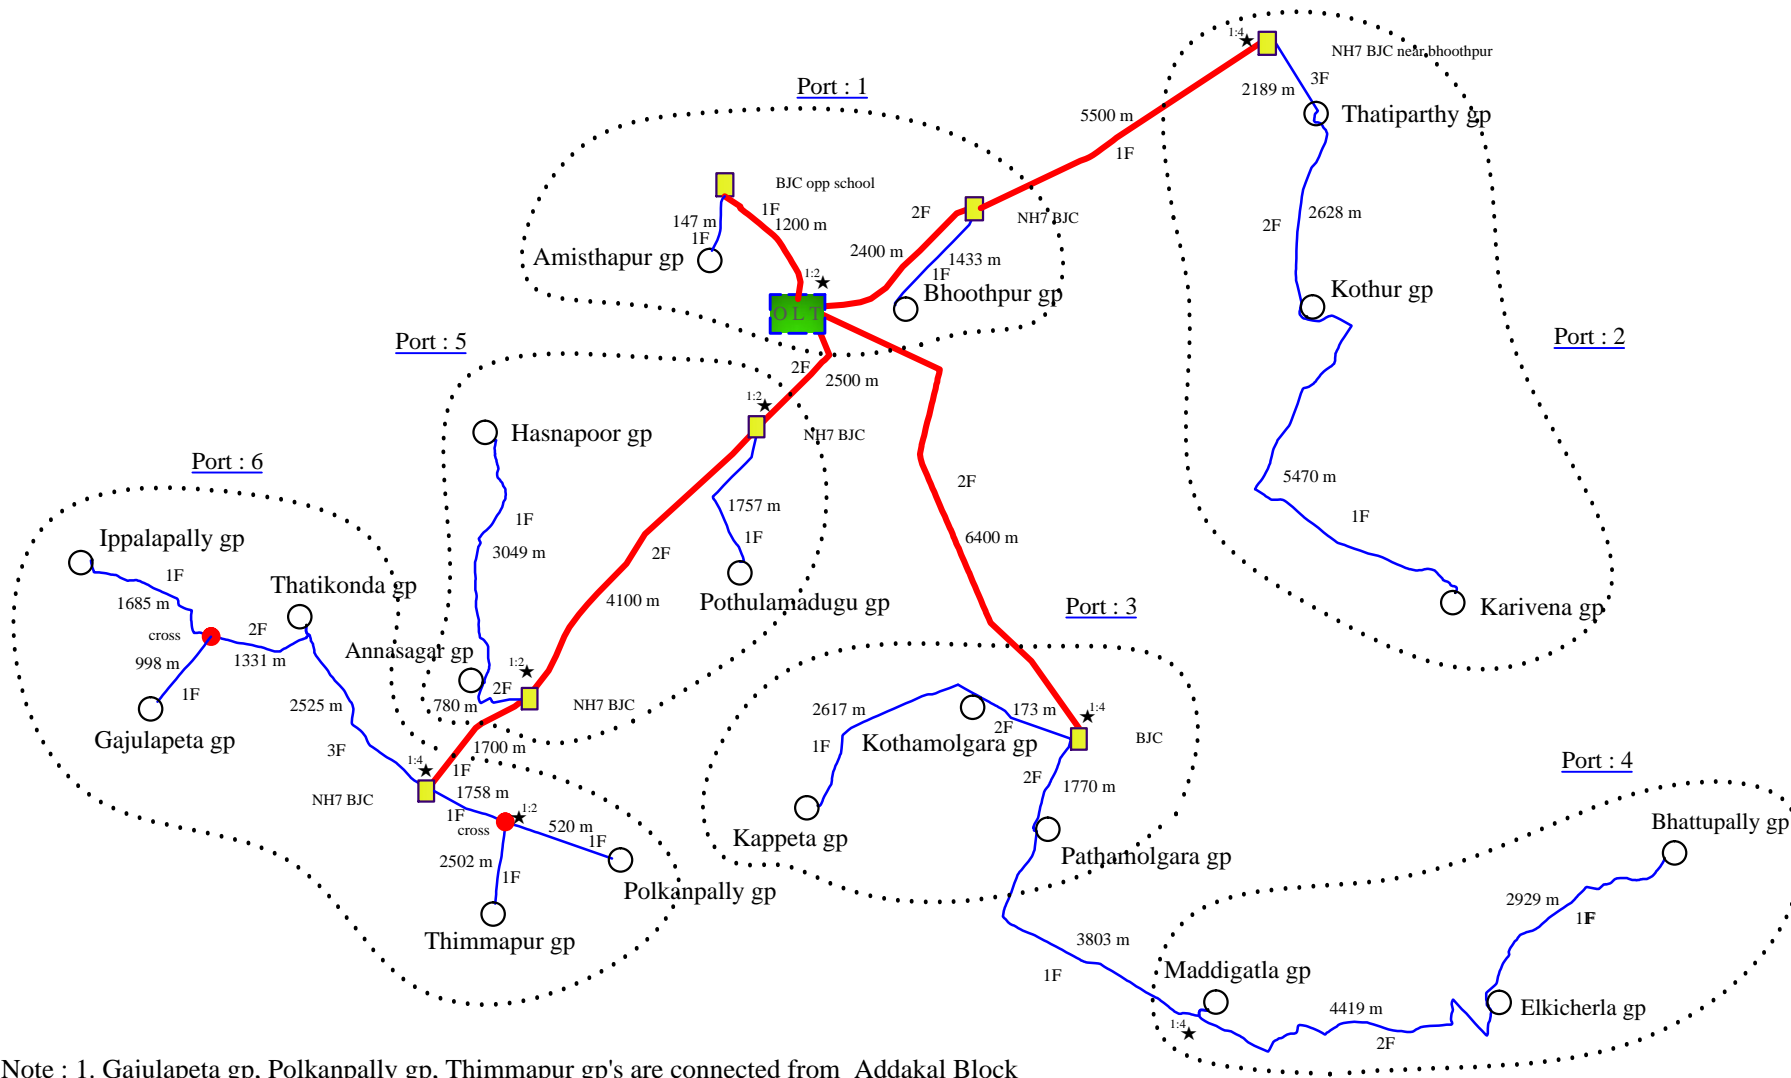 1:4
NH7 BJC near bhoothpur
3F
2189 m
Port : 1
5500 m
Thatiparthy gp
1F
BJC opp school
1F
147 m
1200 m
1F
2F
NH7 BJC
2628 m
2F
Amisthapur gp
2400 m
1433 m
1F
1:2
Bhoothpur gp
Kothur gp
OLT
Port : 5
Port : 2
2F
2500 m
1:2
Hasnapoor gp
NH7 BJC
Port : 6
5470 m
2F
1757 m
1F
1F
6400 m
Ippalapally gp
1F
3049 m
2F
1F
Thatikonda gp
1685 m
4100 m
Pothulamadugu gp
Port : 3
Karivena gp
cross
2F
998 m
1331 m
Annasagar gp
1:2
1F
2F
2525 m
780 m
NH7 BJC
2617 m
173 m
1:4
2F
Gajulapeta gp
3F
1700 m
1F
Kothamolgara gp
BJC
1:4
1F
Port : 4
2F
1770 m
NH7 BJC
1758 m
1F
1:2
cross
520 m
1F
Bhattupally gp
Kappeta gp
2502 m
Pathamolgara gp
1F
Polkanpally gp
2929 m
1F
Thimmapur gp
3803 m
1F
Maddigatla gp
4419 m
Elkicherla gp
1:4
2F
Note : 1. Gajulapeta gp, Polkanpally gp, Thimmapur gp's are connected from Addakal Block